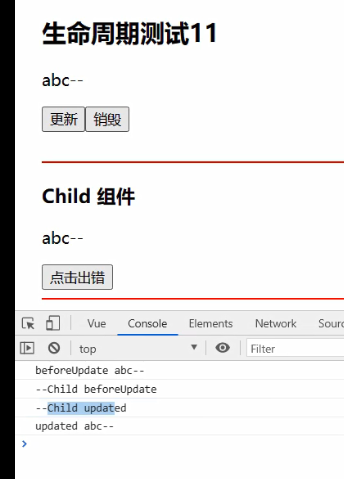 生命周期测试11
abc--
更新 销毁
Child 组件
abc--
点击出错
Vue Console Elements Network
top Filter
beforeUpdate abc--
--Child beforeUpdate
--Child updated
updated abc--